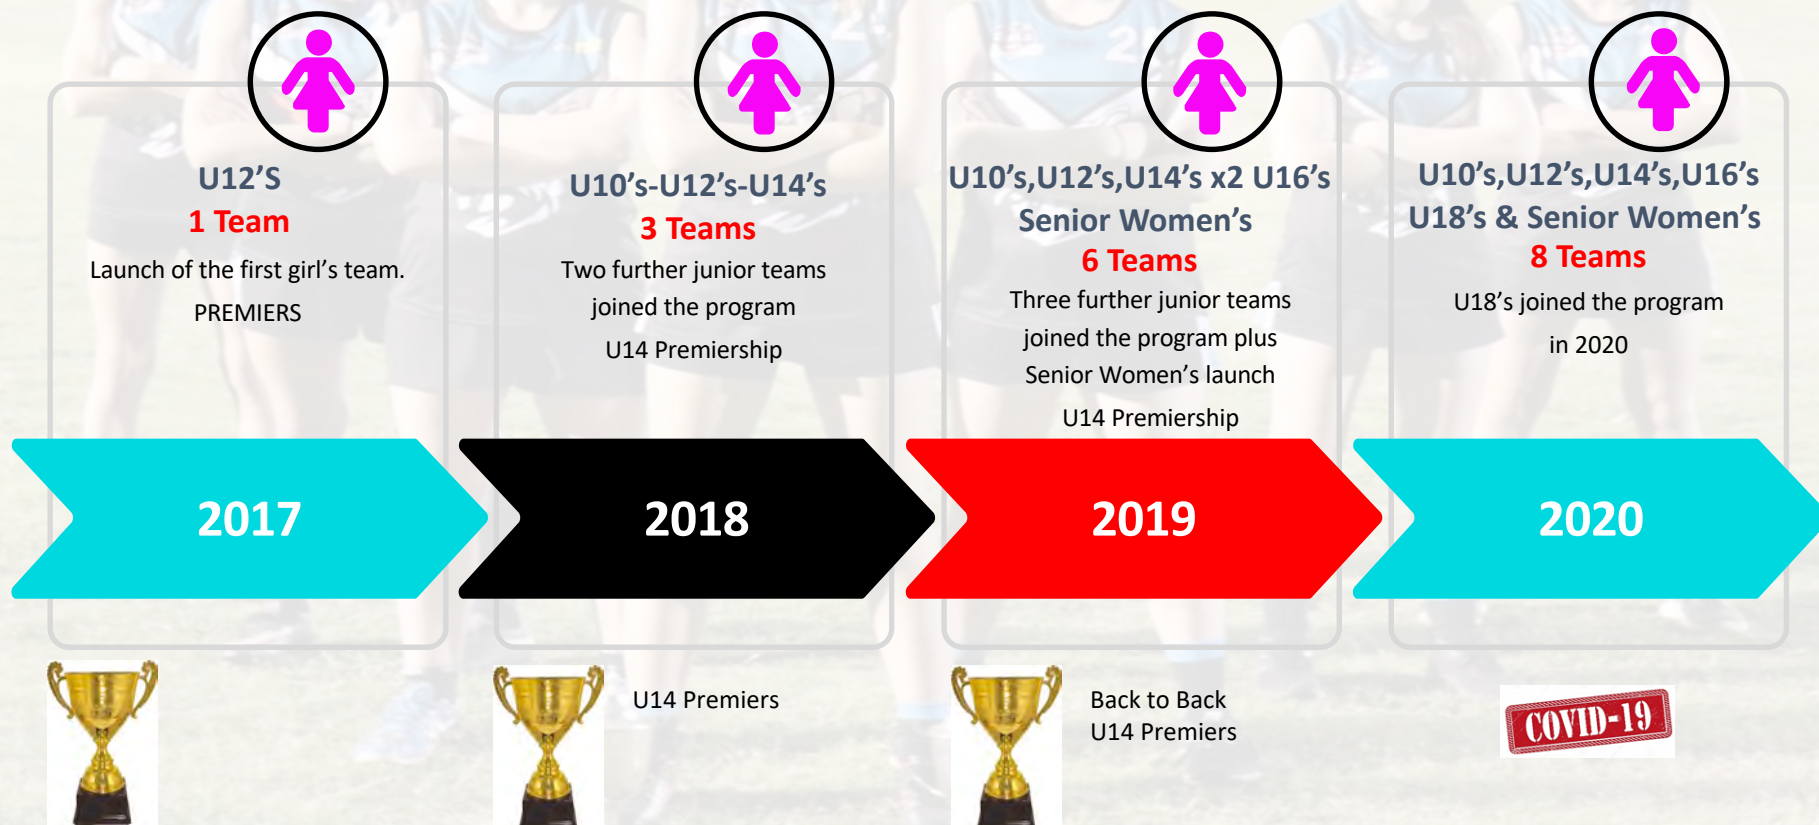 U12'S
1 Team
Launch of the first girl’s team.
PREMIERS
2017
U10’s-U12’s-U14’s
3 Teams
Two further junior teams
joined the program
U14 Premiership
2018
U14 Premiers
U10’s,U12’s,U14’s x2 U16’s
Senior Women’s
6 Teams
Three further junior teams
joined the program plus
Senior Women’s launch
U14 Premiership
2019
Back to Back
U14 Premiers
U10’s,U12’s,U14’s,U16’s
U18’s & Senior Women’s
8 Teams
U18’s joined the program
in 2020
2020
COVID-19